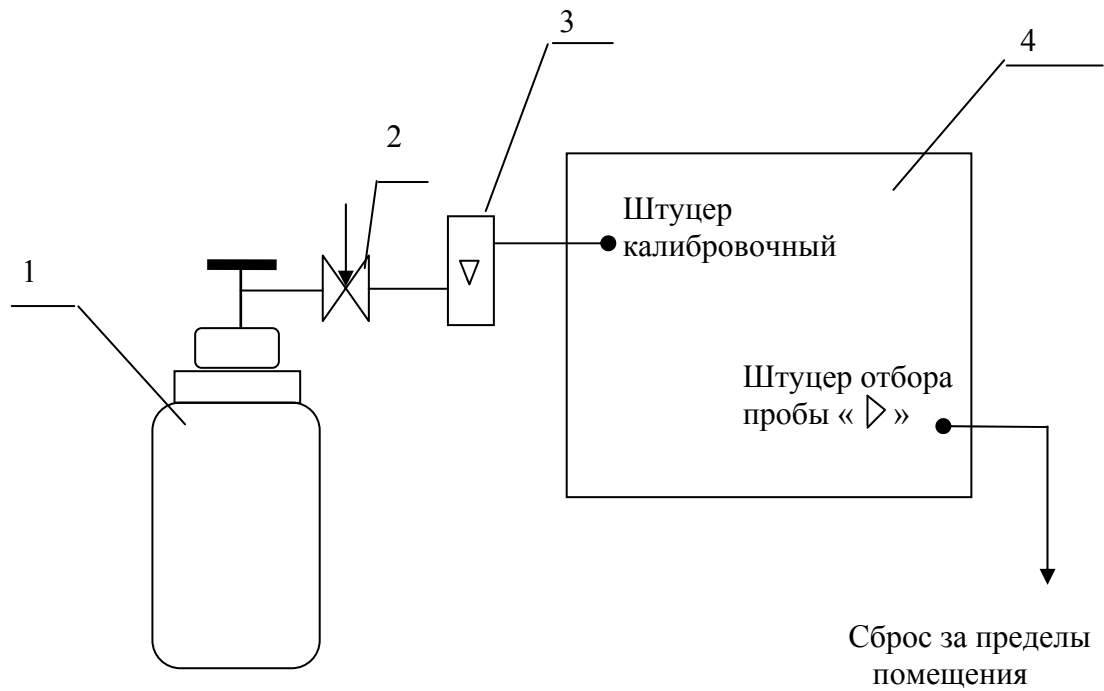 3
4
2
Штуцер
калибровочный
1
Штуцер отбора
пробы « ▷ »
Сброс за пределы
помещения